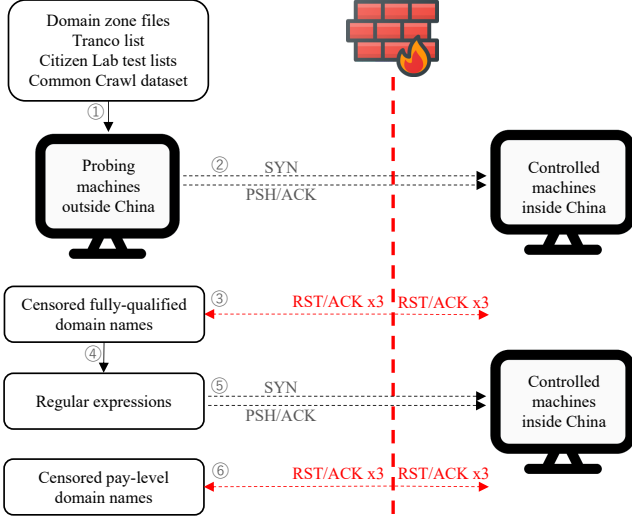 Domain zone files
Tranco list
Citizen Lab test lists
Common Crawl dataset
①
Probing
machines
outside China
②
SYN
PSH/ACK
Controlled
machines
inside China
Censored fully-qualified
domain names
③
RST/ACK x3
RST/ACK x3
④
Regular expressions
⑤
SYN
PSH/ACK
Controlled
machines
inside China
Censored pay-level
domain names
⑥
RST/ACK x3
RST/ACK x3